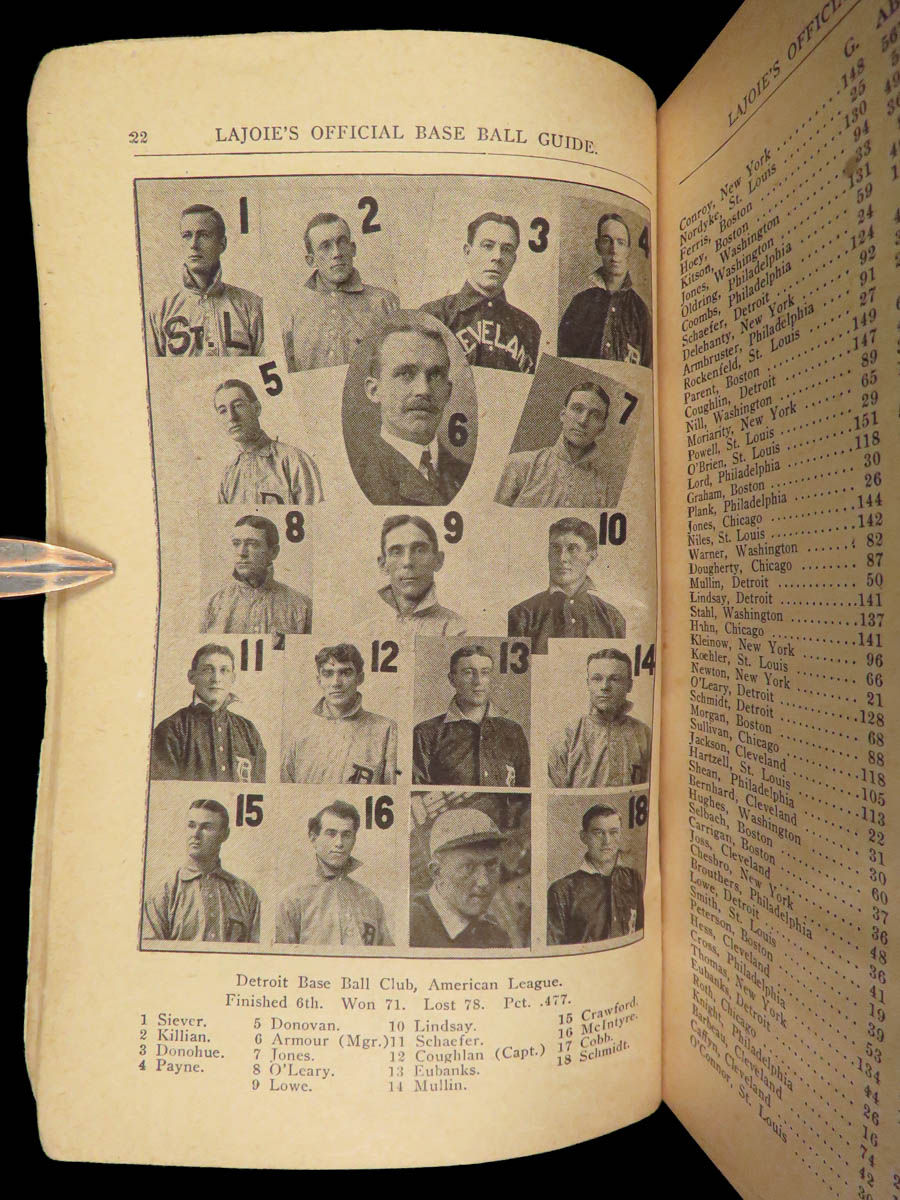 22 LAJOIE'S OFFICIAL BASE BALL GUIDE.
1
2
3
4
St. L
CLEVELAND
5
6
7
D
8
9
10
11
12
13
14
15
16
18
Detroit Base Ball Club, American League.
Finished 6th. Won 71. Lost 78. Pct. .477.
1 Siever.
2 Killian.
3 Donohue.
4 Payne.
5 Donovan.
6 Armour (Mgr.)
7 Jones.
8 O'Leary.
9 Lowe.
10 Lindsay.
11 Schaefer.
12 Coughlan (Capt.)
13 Eubanks.
14 Mullin.
15 Crawford.
16 McIntyre.
17 Cobb.
18 Schmidt.
LAJOIE'S OFFICIAL
G.
Conroy, New York 148
Nordyke, St. Louis 25
Ferris, Boston 130
Hoey, Boston 94
Kitson, Washington 33
Jones, Washington 131
Oldring, Philadelphia 59
Coombs, Philadelphia 24
Schaefer, Detroit 124
Delehanty, New York 92
Armbruster, Philadelphia 91
Rockenfeld, St. Louis 27
Parent, Boston 149
Coughlin, Detroit 147
Nill, Washington 89
Moriarity, New York 65
Powell, St. Louis 29
O'Brien, St. Louis 151
Lord, Philadelphia 118
Graham, Boston 30
Plank, Philadelphia 26
Jones, Chicago 144
Niles, St. Louis 142
Warner, Washington 82
Dougherty, Chicago 87
Mullin, Detroit 50
Lindsay, Detroit 141
Stahl, Washington 137
Hahn, Chicago 141
Kleinow, New York 96
Koehler, St. Louis 66
Newton, New York 21
O'Leary, Detroit 128
Schmidt, Detroit 68
Morgan, Boston 88
Sullivan, Chicago 118
Jackson, Cleveland 105
Hartzell, St. Louis 113
Shean, Philadelphia 22
Bernhard, Cleveland 31
Hughes, Washington 30
Selbach, Boston 60
Carrigan, Boston 37
Joss, Cleveland 36
Chesbro, New York 48
Brouthers, Philadelphia 36
Lowe, Detroit 41
Smith, St. Louis 19
Peterson, Boston 39
Hess, Cleveland 53
Cross, Philadelphia 134
Thomas, New York 44
Eubanks, Detroit 26
Roth, Chicago 16
Knight, Philadelphia 74
Barbeau, Cleveland 42
Caffyn, Cleveland
O'Connor, St. Louis